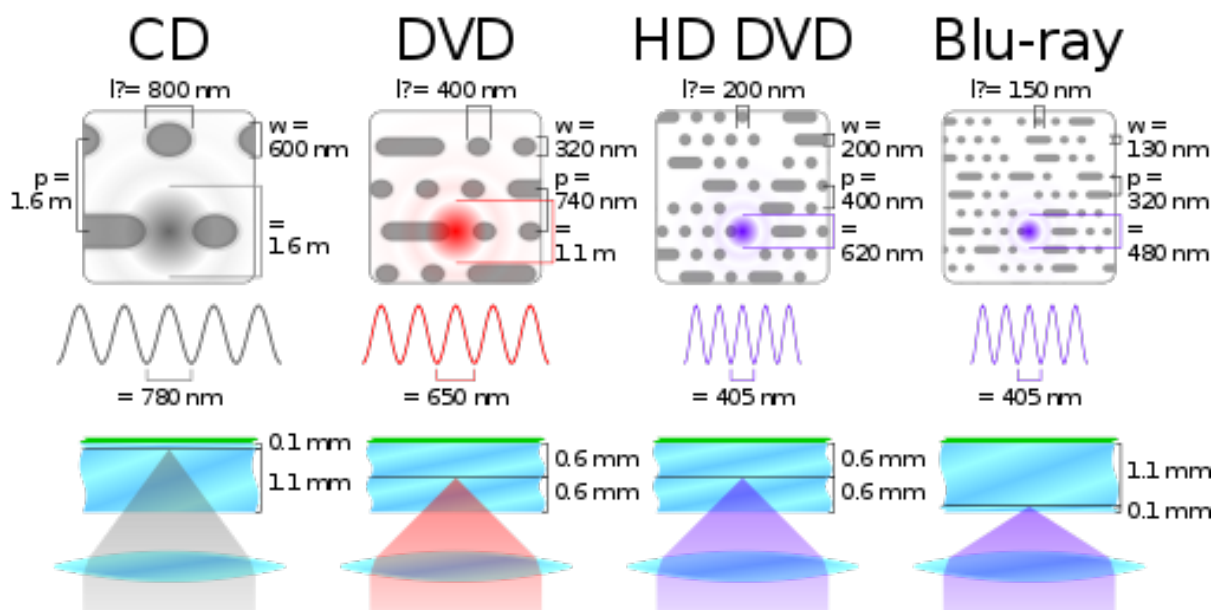 CD
DVD
HD DVD
Blu-ray
l?= 800 nm
l?= 400 nm
l?= 200 nm
l?= 150 nm
w =
600 nm
p =
1.6 m
=
1.6 m
w =
320 nm
p =
740 nm
=
1.1 m
w =
200 nm
p =
400 nm
=
620 nm
w =
130 nm
p =
320 nm
=
480 nm
= 780 nm
= 650 nm
= 405 nm
= 405 nm
0.1 mm
1.1 mm
0.6 mm
0.6 mm
0.6 mm
0.6 mm
1.1 mm
0.1 mm